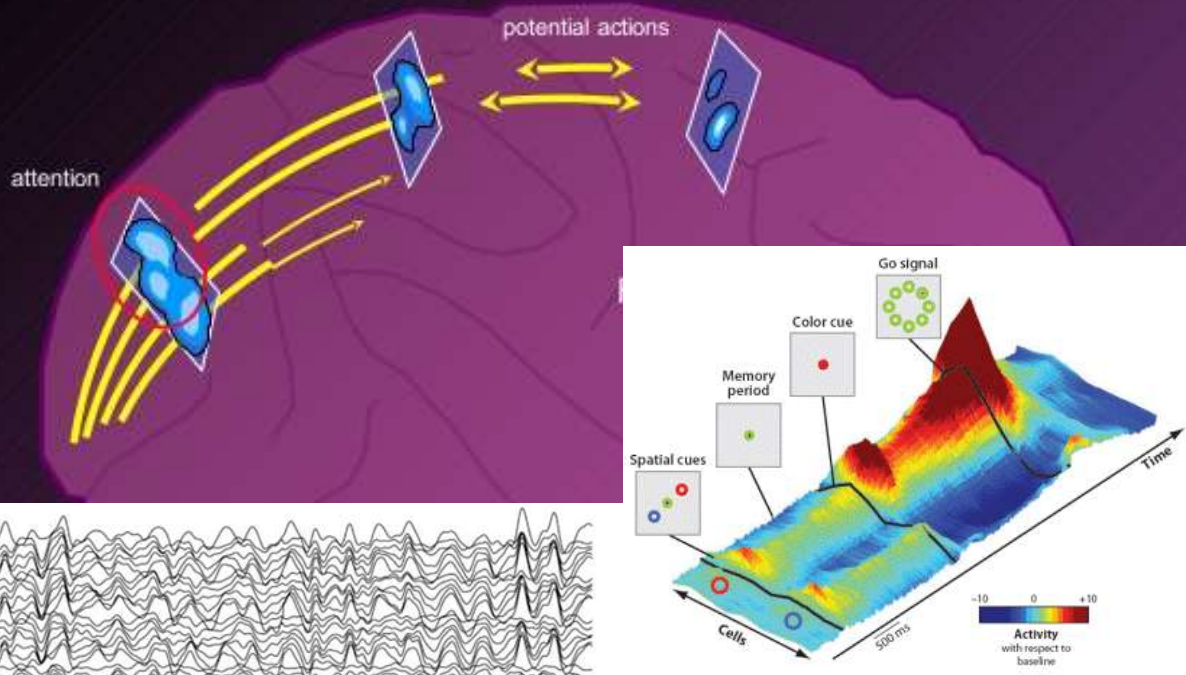 potential actions
attention
Go signal
Color cue
Memory
period
Spatial cues
Time
500 ms
Cells
–10
0
+10
Activity
with respect to
baseline